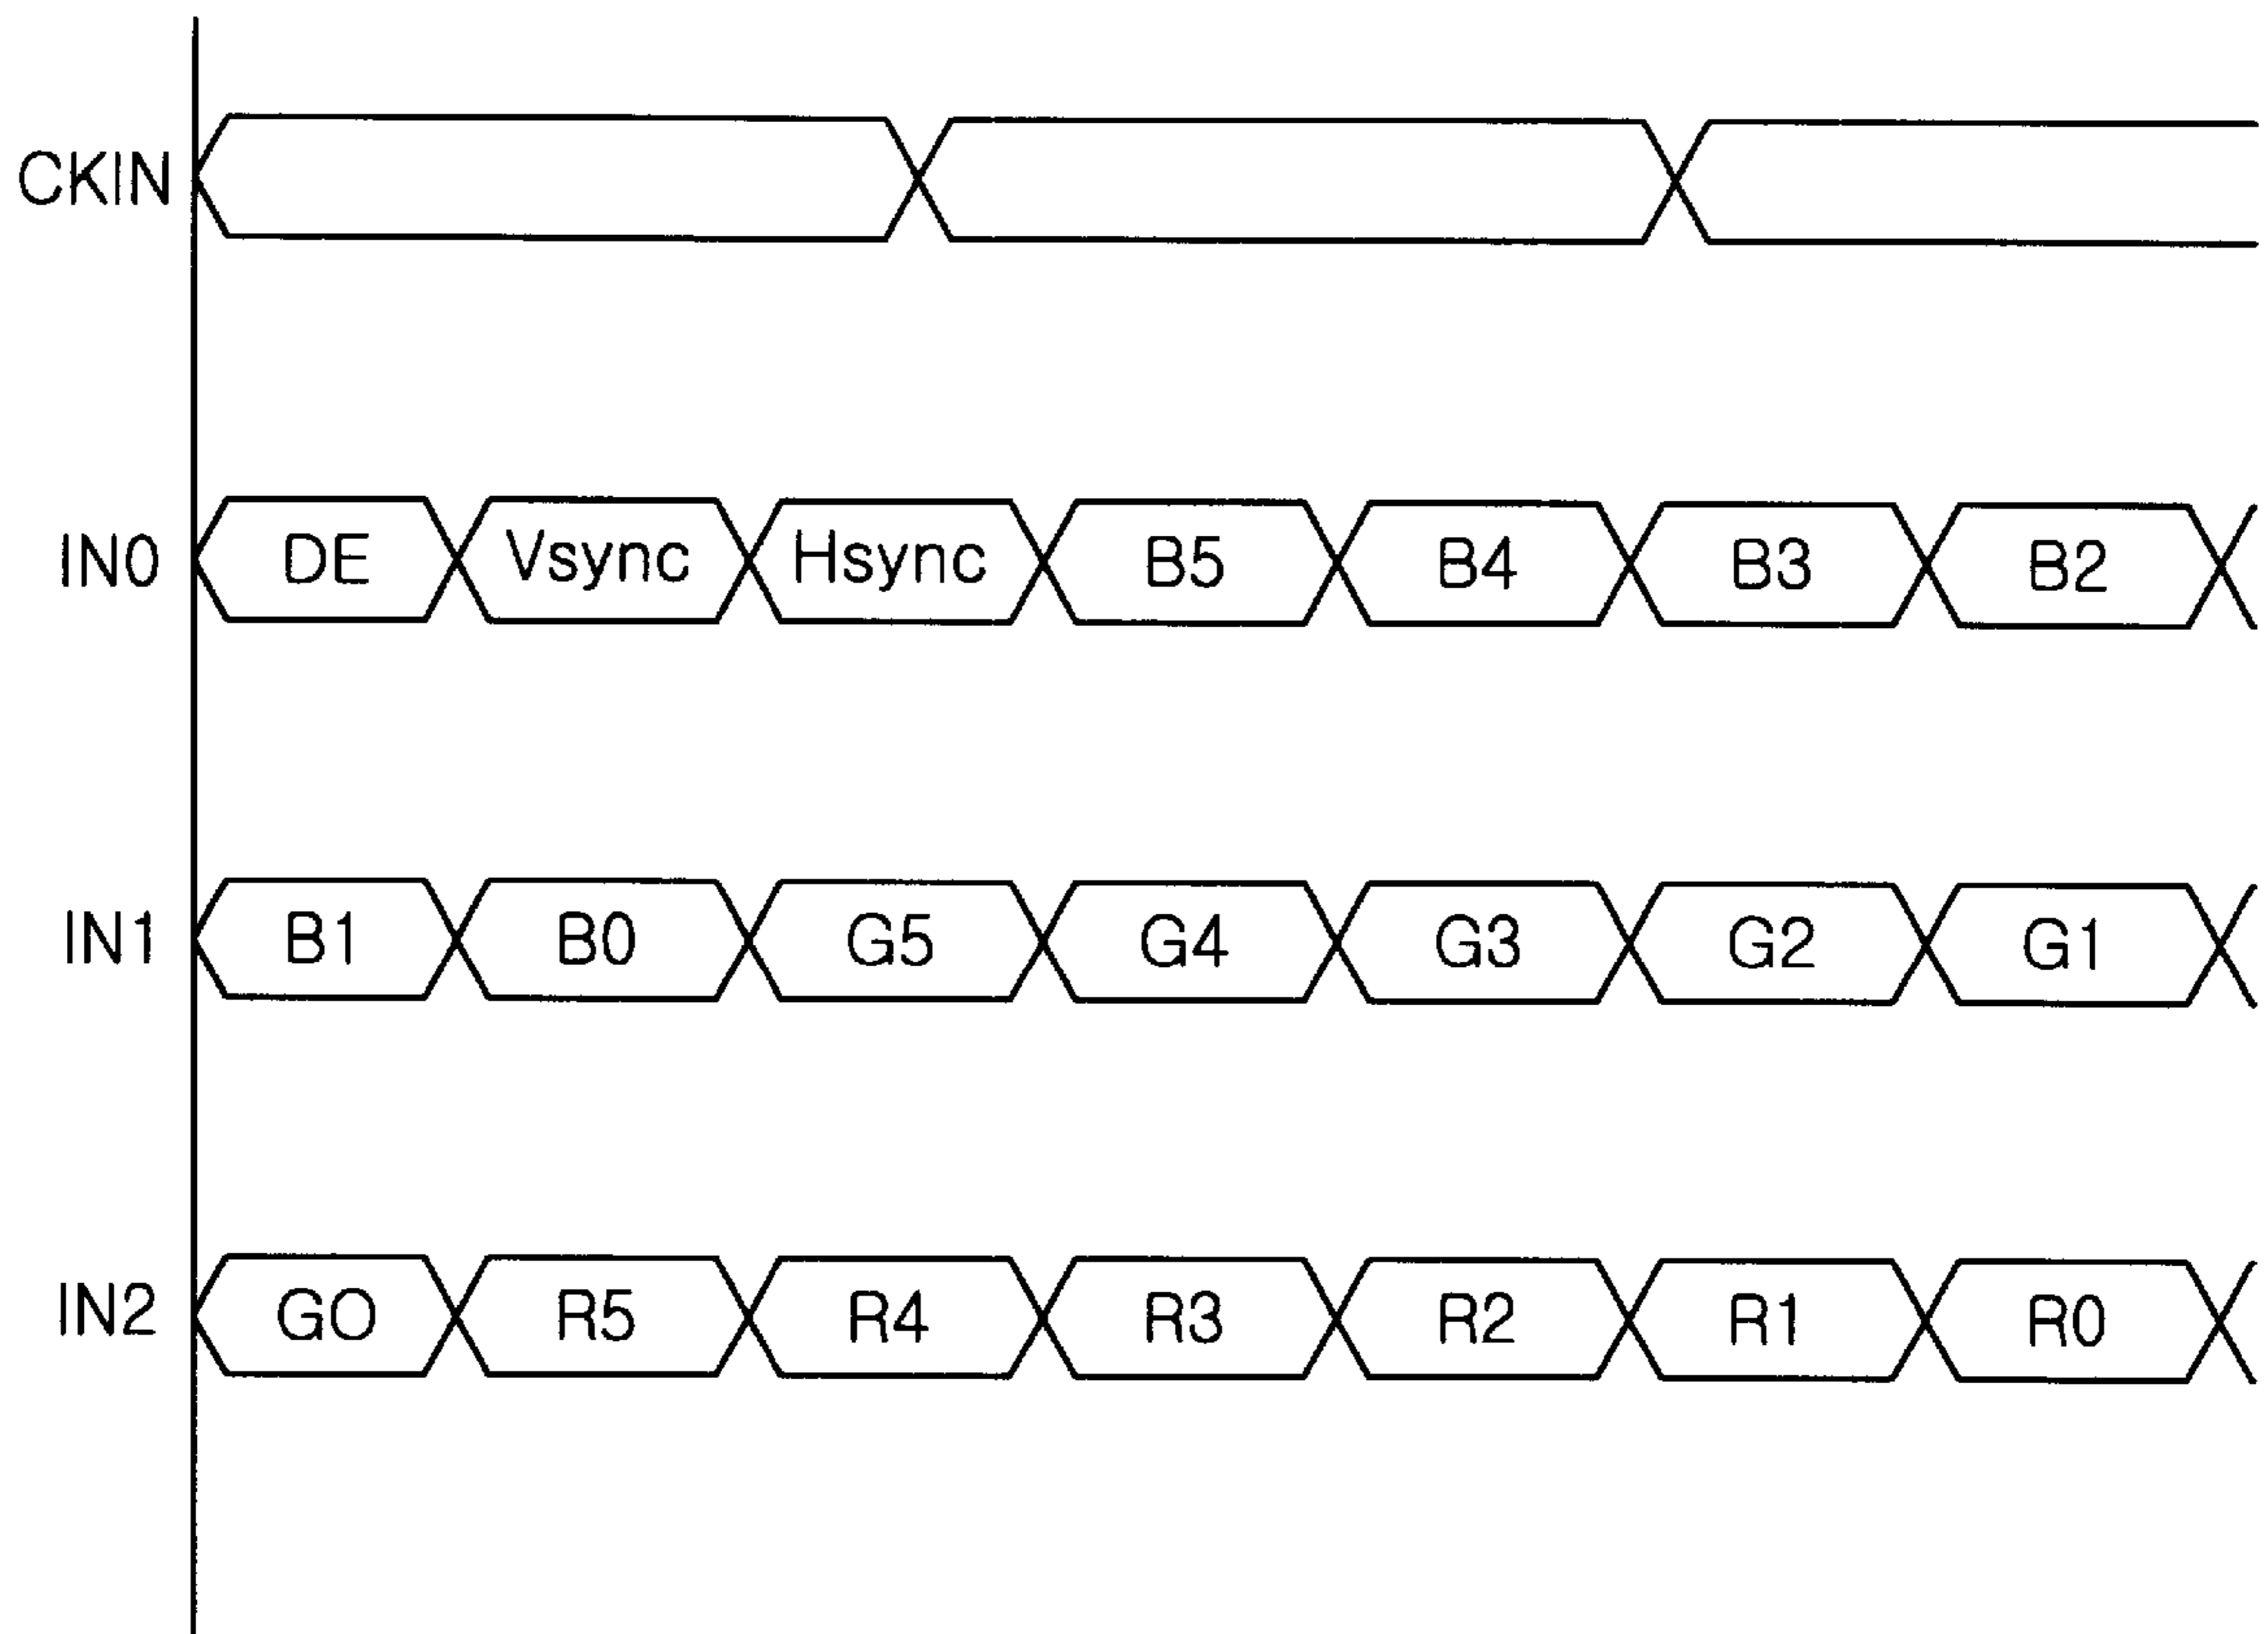 CKIN
IN0 DE Vsync Hsync B5 B4 B3 B2
IN1 B1 B0 G5 G4 G3 G2 G1
IN2 GO R5 R4 R3 R2 R1 R0